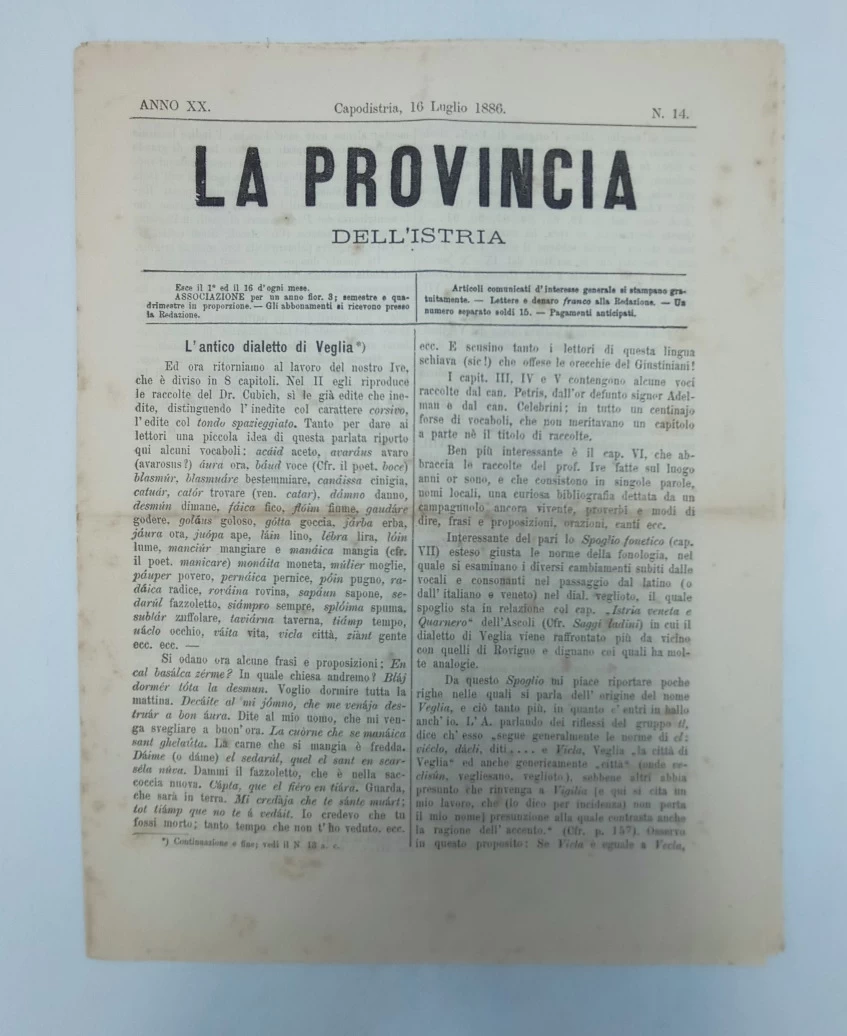 ANNO XX.
Capodistria, 16 Luglio 1886.
N. 14.
LA PROVINCIA
DELL'ISTRIA
Esce il 1° ed il 16 d'ogni mese.
ASSOCIAZIONE per un anno fior. 3; semestre e qua-
drimestre in proporzione. — Gli abbonamenti si ricevono presso
la Redazione.
Articoli comunicati d'interesse generale si stampano gra-
tuitamente. — Lettere e denaro franco alla Redazione. — Un
numero separato soldi 15. — Pagamenti anticipati.
L'antico dialetto di Veglia*)
Ed ora ritorniamo al lavoro del nostro Ive,
che è diviso in 8 capitoli. Nel II egli riproduce
le raccolte del Dr. Cubich, sì le già edite che ine-
dite, distinguendo l'inedite col carattere corsivo,
l'edite col tondo spazieggiato. Tanto per dare ai
lettori una piccola idea di questa parlata riporto
qui alcuni vocaboli: acáid aceto, avaráus avaro
(avarosus?) áura ora, báud voce (Cfr. il poet. boce)
blasmúr, blasmudre bestemmiare, canáissa cinigia,
catuár, catór trovare (ven. catar), dámno danno,
desmún dimane, fáica fico, flóim fiume, gaudáre
godere, goláus goloso, gótta goccia, járba erba,
jáura ora, juópa ape, láin lino, lébra lira, lóin
lume, manciúr mangiare e manáica mangia (cfr.
il poet. manicare) monáita moneta, múlier moglie,
páuper povero, pernáica pernice, póin pugno, ra-
dáica radice, rováina rovina, sapáun sapone, se-
darúl fazzoletto, siámpro sempre, splóima spuma,
sublár zuffolare, taviárna taverna, tiámp tempo,
uáclo occhio, váita vita, vicla città, ziánt gente
ecc. ecc. —
Si odano ora alcune frasi e proposizioni: En
cal basálca zérme? In quale chiesa andremo? Bláj
dormér tóta la desmun. Voglio dormire tutta la
mattina. Decáite al mi jómno, che me venája des-
truár a bon áura. Dite al mio uomo, che mi ven-
ga svegliare a buon'ora. La cuórne che se manáica
sant ghelaúta. La carne che si mangia è fredda.
Dáime (o dáme) el sedarúl, quel el sant en scar-
séla núva. Dammi il fazzoletto, che è nella sac-
coccia nuova. Cápta, que el fiéro en tiára. Guarda,
che sarà in terra. Mi credája che te sánte muárt;
tot tiámp que no te á vedáit. Io credevo che tu
fossi morto; tanto tempo che non t'ho veduto. ecc.
*) Continuazione e fine; vedi il N 13 a. c.
ecc. E scusino tanto i lettori di questa lingua
schiava (sic!) che offese le orecchie del Giustiniani!
I capit. III, IV e V contengono alcune voci
raccolte dal can. Petris, dall'or defunto signor Adel-
man e dal can. Celebrini; in tutto un centinajo
forse di vocaboli, che non meritavano un capitolo
a parte nè il titolo di raccolte.
Ben più interessante è il cap. VI, che ab-
braccia le raccolte del prof. Ive fatte sul luogo
anni or sono, e che consistono in singole parole,
nomi locali, una curiosa bibliografia dettata da un
campagnuolo ancora vivente, proverbi e modi di
dire, frasi e proposizioni, orazioni, canti ecc.
Interessante del pari lo Spoglio fonetico (cap.
VII) esteso giusta le norme della fonologia, nel
quale si esaminano i diversi cambiamenti subiti dalle
vocali e consonanti nel passaggio dal latino (o
dall'italiano e veneto) nel dial. veglioto, il quale
spoglio sta in relazione col cap. „Istria veneta e
Quarnero“ dell'Ascoli (Cfr. Saggi ladini) in cui il
dialetto di Veglia viene raffrontato più da vicino
con quelli di Rovigno e dignano coi quali ha mol-
te analogie.
Da questo Spoglio mi piace riportare poche
righe nelle quali si parla dell' origine del nome
Veglia, e ciò tanto più, in quanto c'entri in ballo
anch'io. L'A. parlando dei riflessi del gruppo tl,
dice ch'esso „segue generalmente le norme di cl;
viéclo, dácli, diti .... e Vicla, Veglia „la città di
Veglia“ ed anche genericamente „città“ (onde ve-
clisún, vegliesano, veglioto), sebbene altri abbia
presunto che rinvenga a Vigilia (e qui si cita un
mio lavoro, che (lo dico per incidenza) non porta
il mio nome) presunzione alla quale contrasta anche
la ragione dell' accento.“ (Cfr. p. 157). Osservo
in questo proposito: Se Vicla è eguale a Vecla,